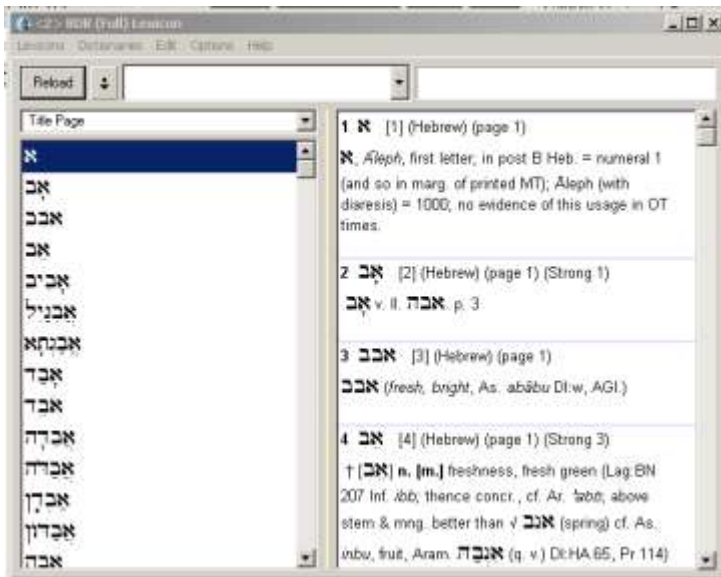 <2> BDB (Full) Lexicon
Lexicons Dictionaries Edit Options Help
Reload
Title Page
א
אָב
אבב
אֵב
אָבִיב
אֲבַגְתָא
אָבַד
אבד
אֲבֵדָה
אֲבַדֹּה
אַבְדָן
אֲבַדּוֹן
אבה
1 א [1] (Hebrew) (page 1)
א, Āleph, first letter; in post B Heb. = numeral 1
(and so in marg. of printed MT); Äleph (with
diæresis) = 1000; no evidence of this usage in OT
times.
2 אָב [2] (Hebrew) (page 1) (Strong 1)
אָב v. II. אבה. p. 3
3 אבב [3] (Hebrew) (page 1)
אבב (fresh, bright, As. abâbu Dl:w, AGI.)
4 אֵב [4] (Hebrew) (page 1) (Strong 3)
† [אֵב] n. [m.] freshness, fresh green (Lag:BN
207 Inf. ibb, thence concr., cf. Ar. above
stem & mng. better than √ אנב (spring) cf. As.
inbu, fruit, Aram. (q. v.) Dl:HA 65, Pr 114)